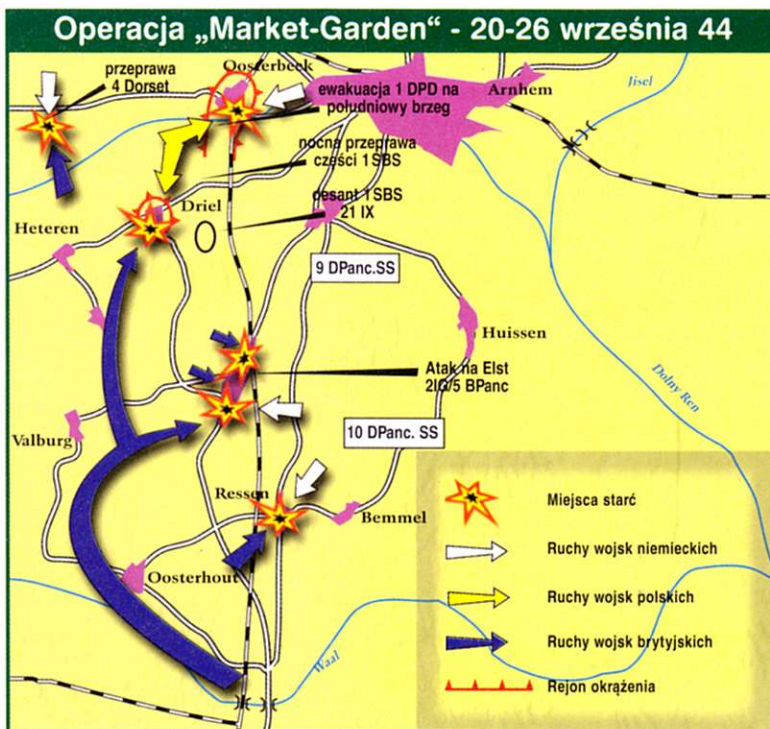 Operacja „Market-Garden“ - 20-26 września 44
przeprawa
4 Dorset
Oosterbeck
ewakuacja 1 DPD na
południowy brzeg
Arnhem
Jisel
nocna przeprawa
części 1 SBS
Driel
desant 1 SBS
21 IX
Heteren
9 DPanc.SS
Huissen
Atak na Elst
2IG/5 BPanc
Dolny Ren
Valburg
10 DPanc. SS
Ressen
Bemmel
Oosterhout
Waal
Miejsca starć
Ruchy wojsk niemieckich
Ruchy wojsk polskich
Ruchy wojsk brytyjskich
Rejon okrążenia